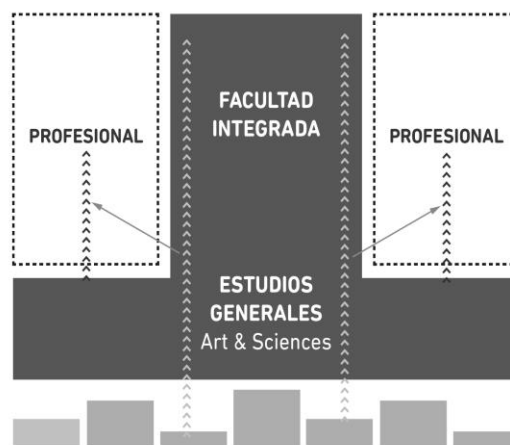 FACULTAD
INTEGRADA
PROFESIONAL
PROFESIONAL
ESTUDIOS
GENERALES
Art & Sciences